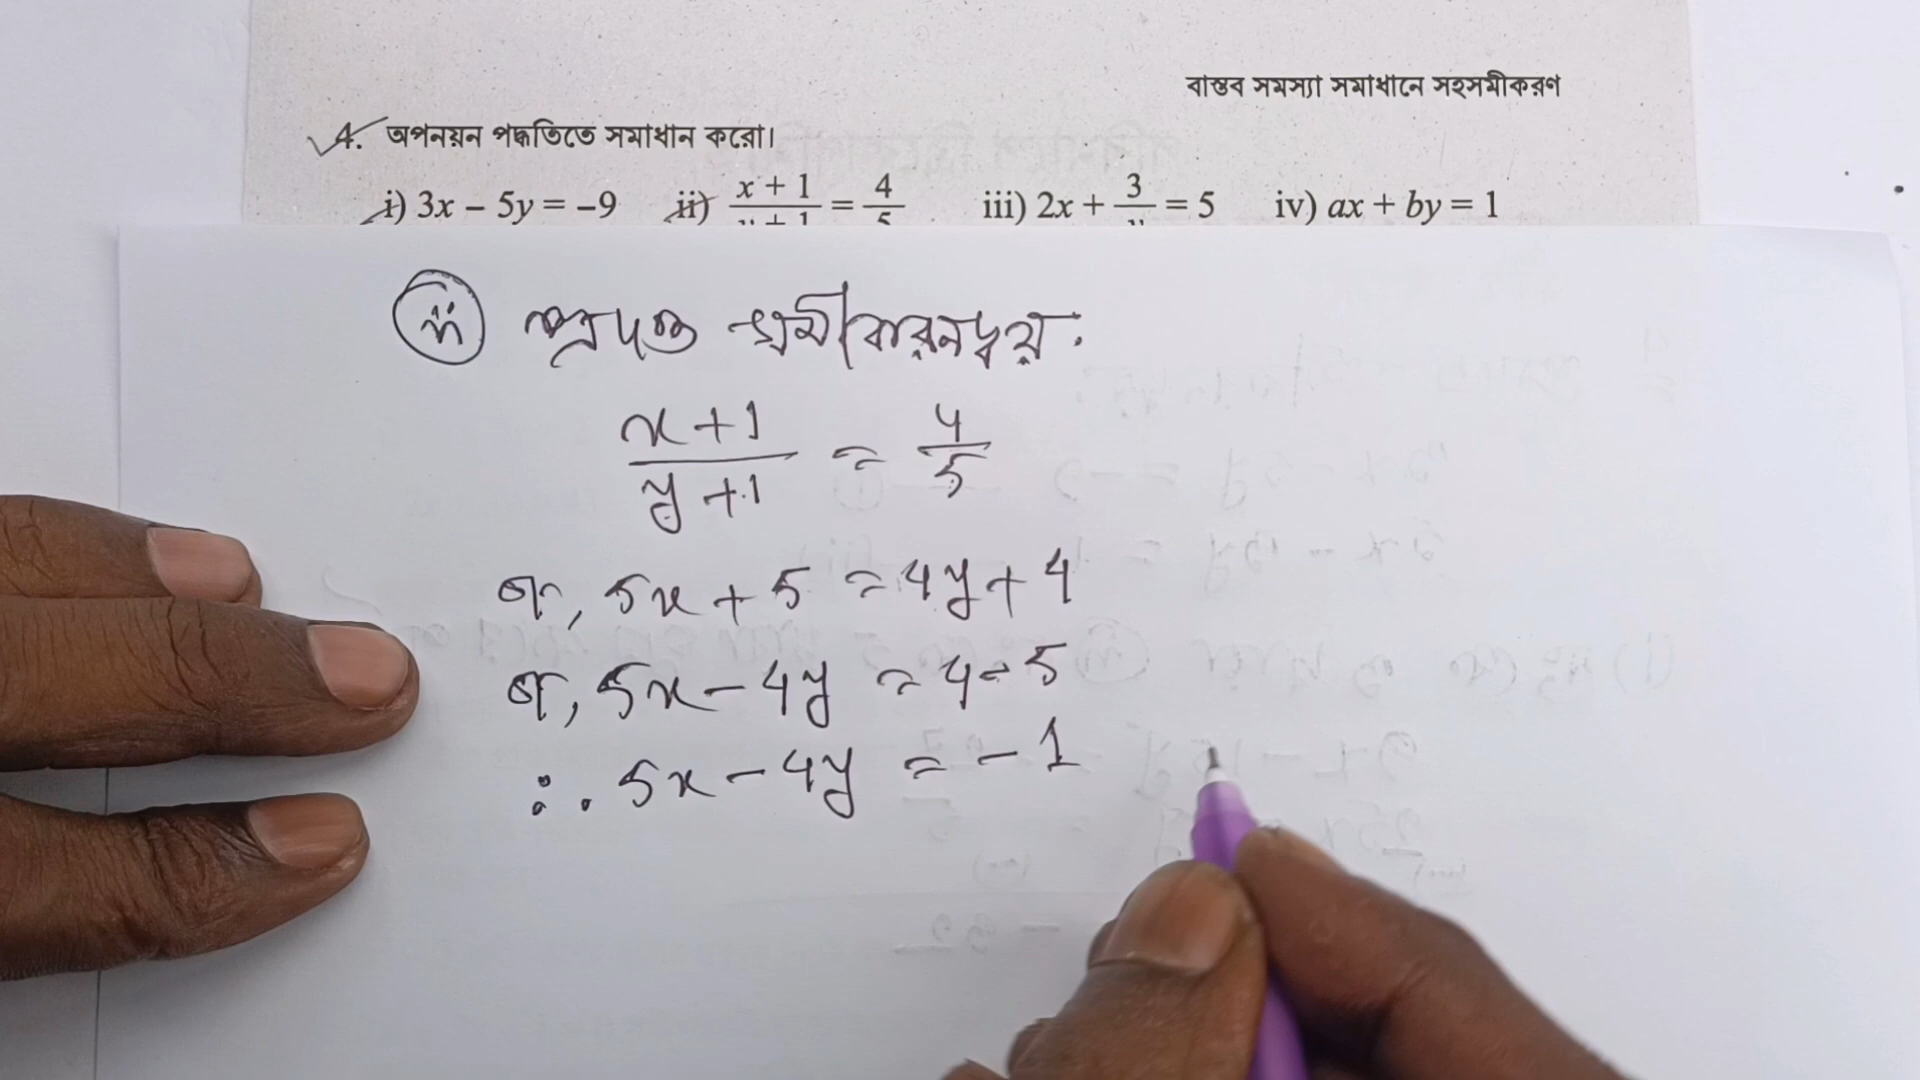 বাস্তব সমস্যা সমাধানে সহসমীকরণ
4. অপনয়ন পদ্ধতিতে সমাধান করো।
i) 3x – 5y = –9 ii) x + 1 / y + 1 = 4 / 5 iii) 2x + 3 / y = 5 iv) ax + by = 1
ii প্রদত্ত সমীকরনদ্বয়.
x+1 / y+1 = 4 / 5
বা, 5x + 5 = 4y + 4
বা, 5x – 4y = 4 – 5
∴ 5x – 4y = – 1